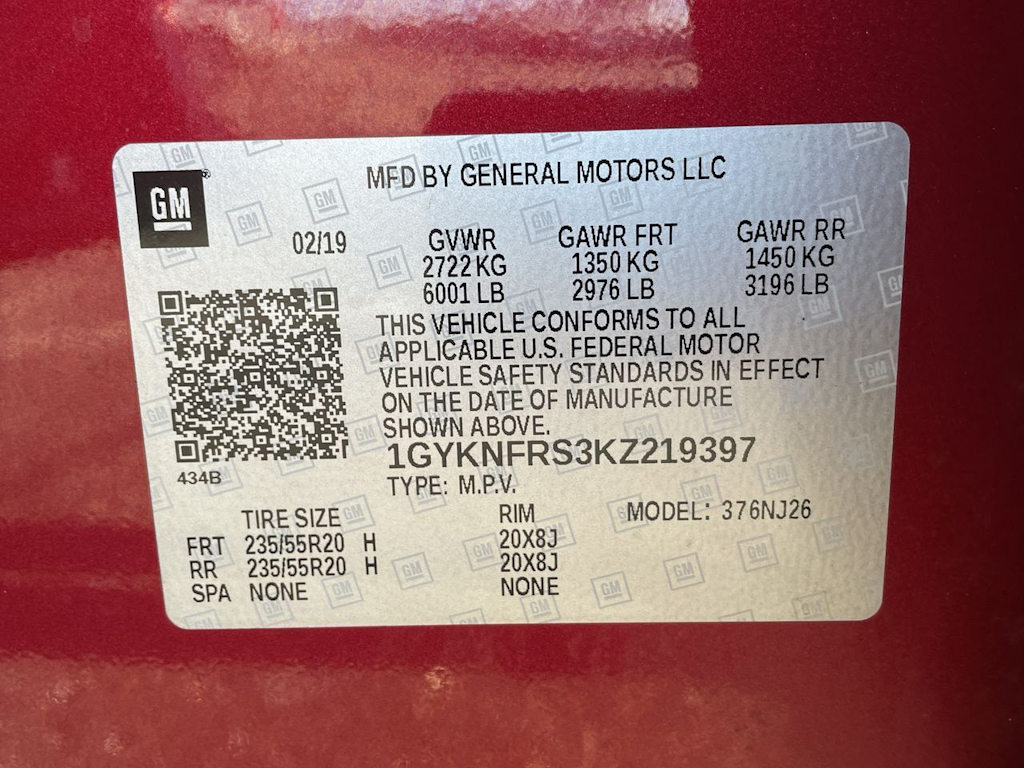 GM
MFD BY GENERAL MOTORS LLC
02/19 GVWR GAWR FRT GAWR RR
2722 KG 1350 KG 1450 KG
6001 LB 2976 LB 3196 LB
THIS VEHICLE CONFORMS TO ALL
APPLICABLE U.S. FEDERAL MOTOR
VEHICLE SAFETY STANDARDS IN EFFECT
ON THE DATE OF MANUFACTURE
SHOWN ABOVE.
1GYKNFRS3KZ219397
434B
TYPE: M.P.V.
TIRE SIZE RIM MODEL: 376NJ26
FRT 235/55R20 H 20X8J
RR 235/55R20 H 20X8J
SPA NONE NONE